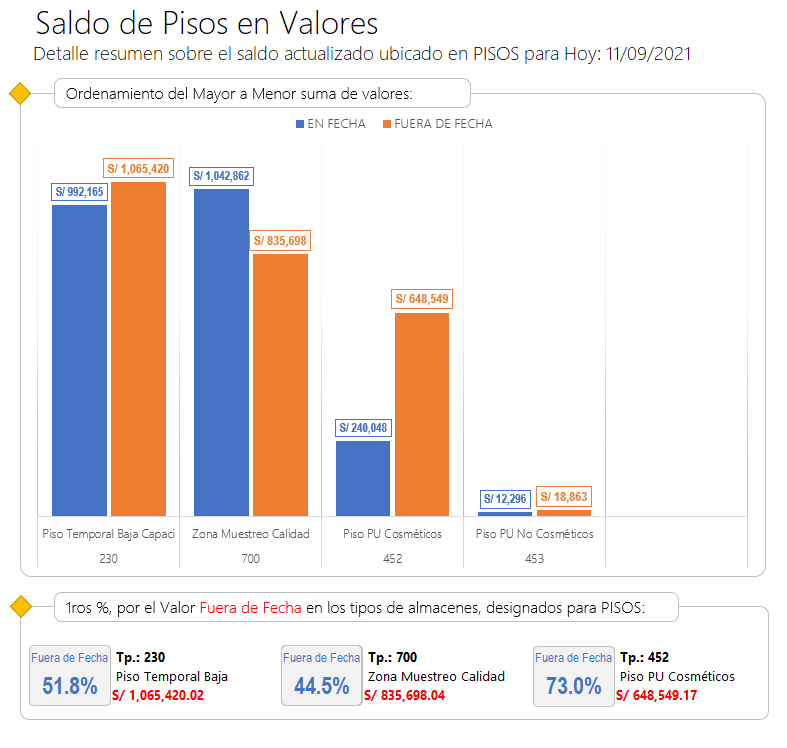 Saldo de Pisos en Valores
Detalle resumen sobre el saldo actualizado ubicado en PISOS para Hoy: 11/09/2021
Ordenamiento del Mayor a Menor suma de valores:
EN FECHA FUERA DE FECHA
S/ 1,065,420
S/ 992,165
S/ 1,042,862
S/ 835,698
S/ 648,549
S/ 240,048
S/ 12,296
S/ 18,863
Piso Temporal Baja Capaci Zona Muestreo Calidad Piso PU Cosméticos Piso PU No Cosméticos
230 700 452 453
1ros %, por el Valor Fuera de Fecha en los tipos de almacenes, designados para PISOS:
Fuera de Fecha
51.8%
Tp.: 230
Piso Temporal Baja
S/ 1,065,420.02
Fuera de Fecha
44.5%
Tp.: 700
Zona Muestreo Calidad
S/ 835,698.04
Fuera de Fecha
73.0%
Tp.: 452
Piso PU Cosméticos
S/ 648,549.17